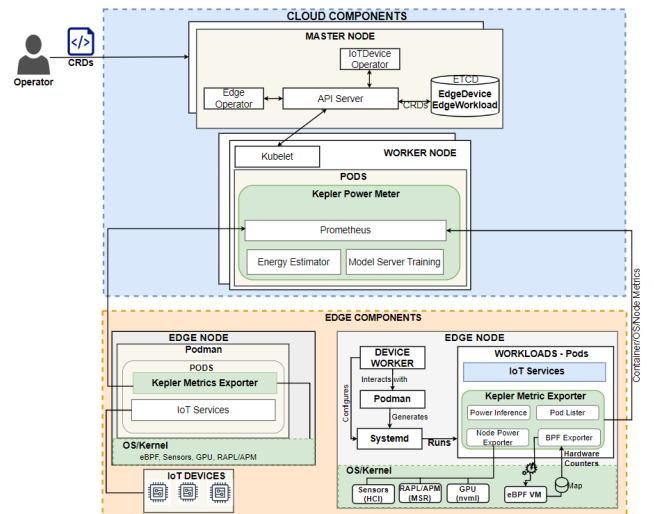 CLOUD COMPONENTS
MASTER NODE
IoTDevice
Operator
ETCD
EdgeDevice
EdgeWorkload
Edge
Operator
API Server
CRDs
CRDs
Operator
Kubelet
WORKER NODE
PODS
Kepler Power Meter
Prometheus
Energy Estimator
Model Server Training
Container/OS/Node Metrics
EDGE COMPONENTS
EDGE NODE
Podman
PODS
Kepler Metrics Exporter
IoT Services
OS/Kernel
eBPF, Sensors, GPU, RAPL/APM
IoT DEVICES
EDGE NODE
DEVICE
WORKER
Interacts with
Configures
Podman
Generates
Systemd
Runs
WORKLOADS - Pods
IoT Services
Kepler Metric Exporter
Power Inference
Pod Lister
Node Power
Exporter
BPF Exporter
Hardware
Counters
OS/Kernel
Sensors
(HCI)
RAPL/APM
(MSR)
GPU
(nvml)
eBPF VM
Map